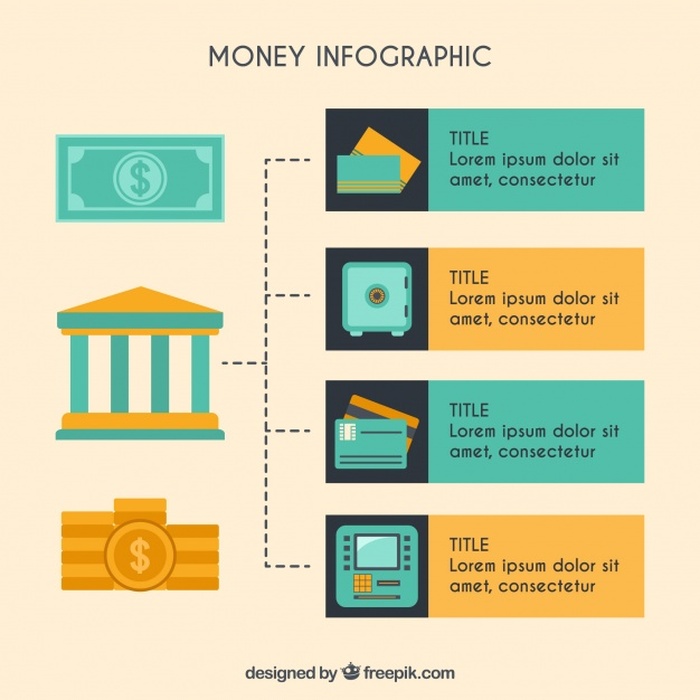 MONEY INFOGRAPHIC
$
TITLE
Lorem ipsum dolor sit
amet, consectetur
TITLE
Lorem ipsum dolor sit
amet, consectetur
TITLE
Lorem ipsum dolor sit
amet, consectetur
$
TITLE
Lorem ipsum dolor sit
amet, consectetur
designed by freepik.com